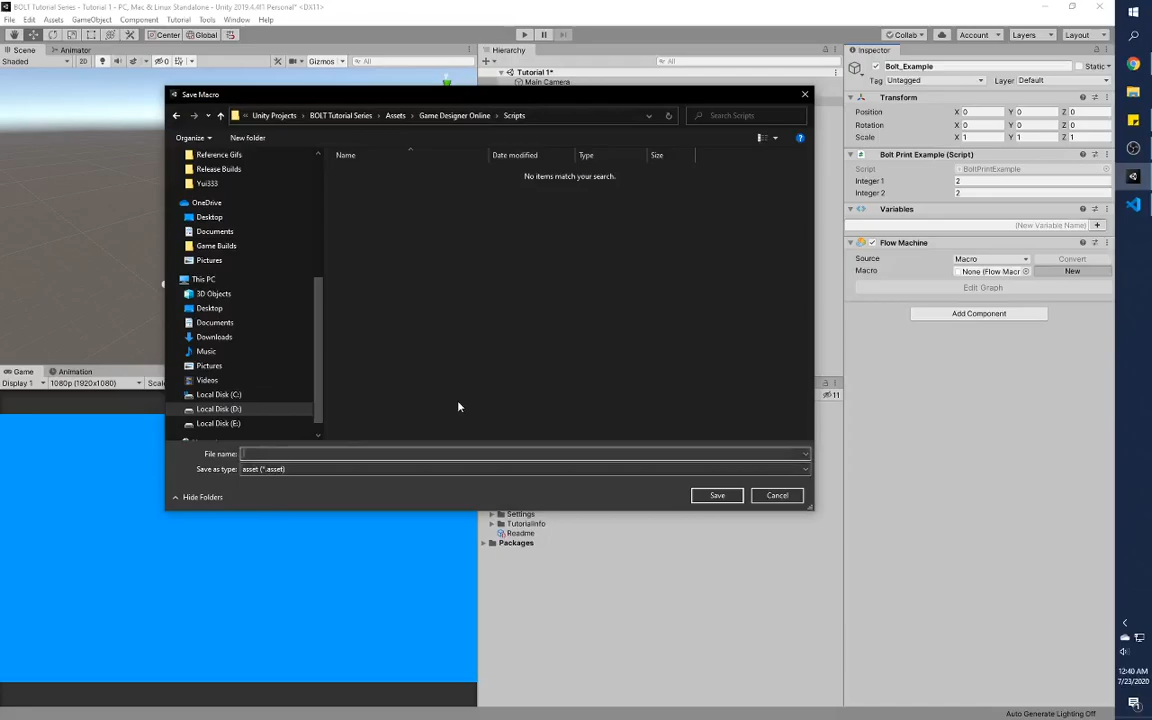 BOLT Tutorial Series - Tutorial 1 - PC, Mac & Linux Standalone - Unity 2019.4.4f1 Personal* <DX11>
File Edit Assets GameObject Component Tutorial Tools Window Help
Center Global Collab Account Layers Layout
Scene Animator Hierarchy Inspector
Shaded 2D 0 Gizmos All All
Tutorial 1*
Main Camera
Bolt_Example Static
Tag Untagged Layer Default
Transform
Position X 0 Y 0 Z 0
Rotation X 0 Y 0 Z 0
Scale X 1 Y 1 Z 1
Bolt Print Example (Script)
Script BoltPrintExample
Integer 1 2
Integer 2 2
Variables
(New Variable Name)
Flow Machine
Source Macro Convert
Macro None (Flow Macr New
Edit Graph
Add Component
Save Macro
Unity Projects > BOLT Tutorial Series > Assets > Game Designer Online > Scripts
Search Scripts
Organize New folder
Name Date modified Type Size
No items match your search.
Reference Gifs
Release Builds
Yui333
OneDrive
Desktop
Documents
Game Builds
Pictures
This PC
3D Objects
Desktop
Documents
Downloads
Music
Pictures
Videos
Local Disk (C:)
Local Disk (D:)
Local Disk (E:)
File name:
Save as type: asset (*.asset)
Hide Folders Save Cancel
Game Animation
Display 1 1080p (1920x1080) Scale
11
Settings
TutorialInfo
Readme
Packages
12:40 AM
7/23/2020
Auto Generate Lighting Off